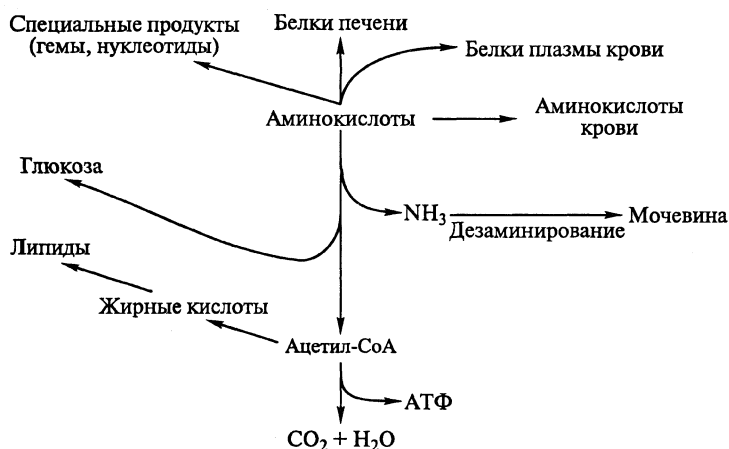 Специальные продукты
(гемы, нуклеотиды)
Белки печени
Белки плазмы крови
Аминокислоты
Аминокислоты
крови
Глюкоза
NH3
Дезаминирование
Мочевина
Липиды
Жирные кислоты
Ацетил-СоА
АТФ
CO2 + H2O